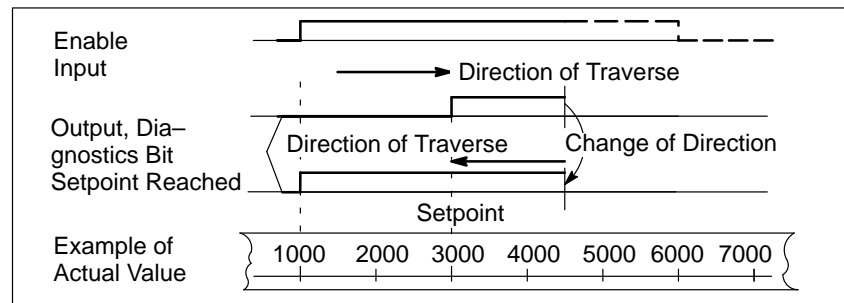 Enable
Input
Direction of Traverse
Output, Dia–
gnostics Bit
Setpoint Reached
Direction of Traverse
Change of Direction
Setpoint
Example of
Actual Value
1000 2000 3000 4000 5000 6000 7000